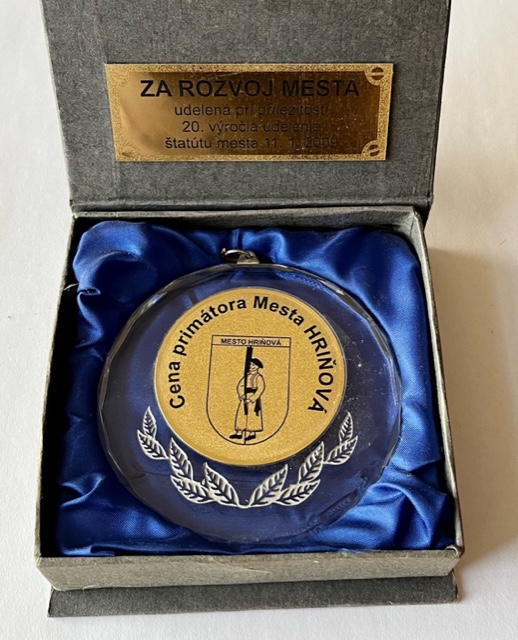 ZA ROZVOJ MESTA
udelená pri príležitosti
20. výročia udelenia
štatútu mesta 11. 1. 2009
Cena primátora Mesta HRIŇOVÁ
MESTO HRIŇOVÁ